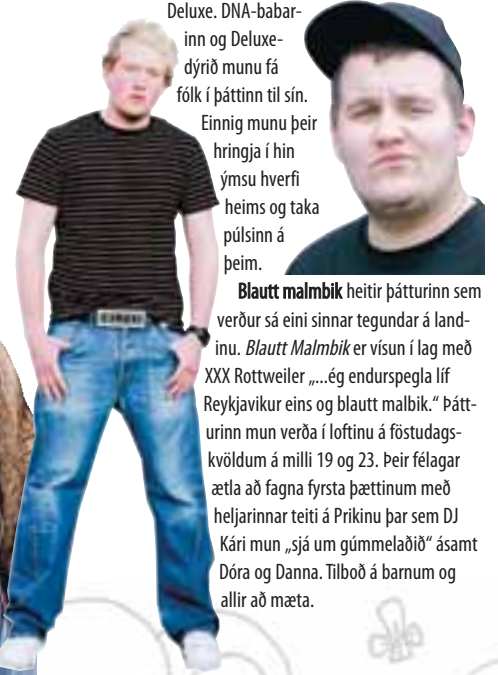 Deluxe. DNA-babar-
inn og Deluxe-
dýrið munu fá
fólk í þáttinn til sín.
Einnig munu þeir
hringja í hin
ýmsu hverfi
heims og taka
púlsinn á
þeim.
Blautt malmbik heitir þátturinn sem
verður sá eini sinnar tegundar á land-
inu. Blautt Malmbik er vísun í lag með
XXX Rottweiler „...ég endurspegla líf
Reykjavikur eins og blautt malbik.“ Þátt-
urinn mun verða í loftinu á föstudags-
kvöldum á milli 19 og 23. Þeir félagar
ætla að fagna fyrsta þættinum með
heljarinnar teiti á Prikinu þar sem DJ
Kári mun „sjá um gúmmelaðið“ ásamt
Dóra og Danna. Tilboð á barnum og
allir að mæta.